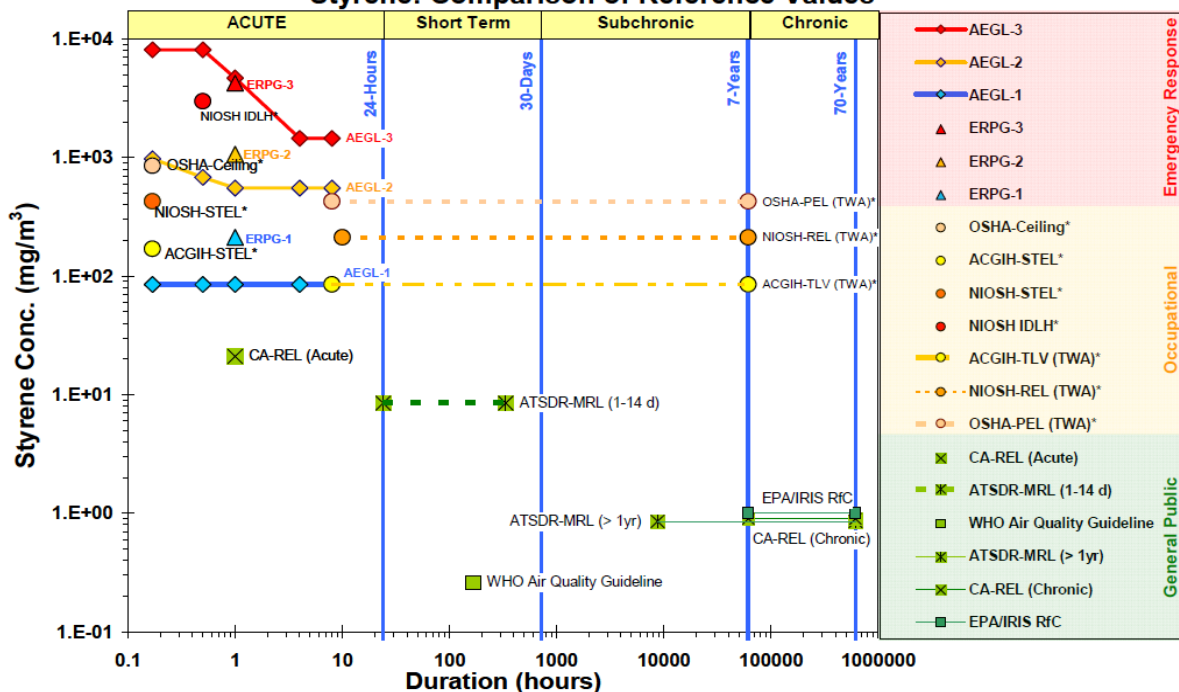 Styrene: Comparison of Reference Values
ACUTE
Short Term
Subchronic
Chronic
24-Hours
30-Days
7-Years
70-Years
Styrene Conc. (mg/m³)
1.E+04
1.E+03
1.E+02
1.E+01
1.E+00
1.E-01
ERPG-3
NIOSH IDLH*
AEGL-3
ERPG-2
OSHA-Ceiling*
AEGL-2
NIOSH-STEL*
OSHA-PEL (TWA)*
ERPG-1
NIOSH-REL (TWA)*
ACGIH-STEL*
AEGL-1
ACGIH-TLV (TWA)*
CA-REL (Acute)
ATSDR-MRL (1-14 d)
EPA/IRIS RfC
ATSDR-MRL (> 1yr)
CA-REL (Chronic)
WHO Air Quality Guideline
0.1
1
10
100
1000
10000
100000
1000000
Duration (hours)
AEGL-3
AEGL-2
AEGL-1
ERPG-3
ERPG-2
ERPG-1
Emergency Response
OSHA-Ceiling*
ACGIH-STEL*
NIOSH-STEL*
NIOSH IDLH*
ACGIH-TLV (TWA)*
NIOSH-REL (TWA)*
OSHA-PEL (TWA)*
Occupational
CA-REL (Acute)
ATSDR-MRL (1-14 d)
WHO Air Quality Guideline
ATSDR-MRL (> 1yr)
CA-REL (Chronic)
EPA/IRIS RfC
General Public